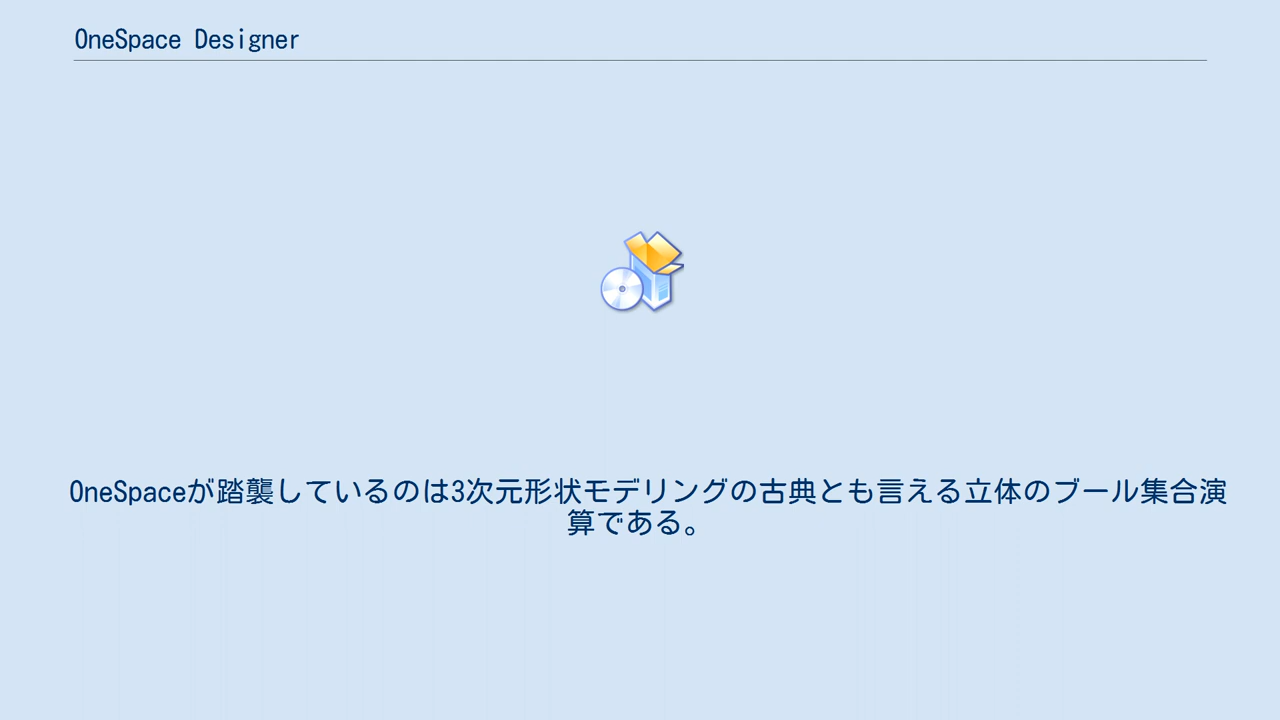 OneSpace Designer
OneSpaceが踏襲しているのは3次元形状モデリングの古典とも言える立体のブール集合演
算である。